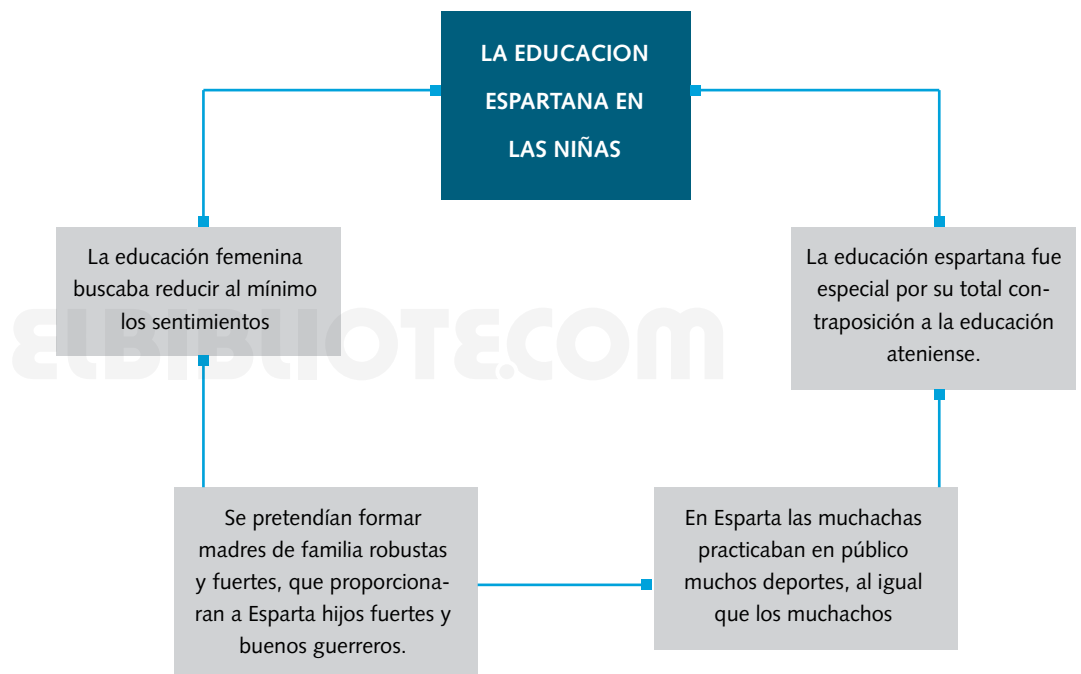 LA EDUCACION
ESPARTANA EN
LAS NIÑAS
La educación femenina
buscaba reducir al mínimo
los sentimientos
La educación espartana fue
especial por su total con-
traposición a la educación
ateniense.
ELBIBLIOTE.COM
Se pretendían formar
madres de familia robustas
y fuertes, que proporciona-
ran a Esparta hijos fuertes y
buenos guerreros.
En Esparta las muchachas
practicaban en público
muchos deportes, al igual
que los muchachos